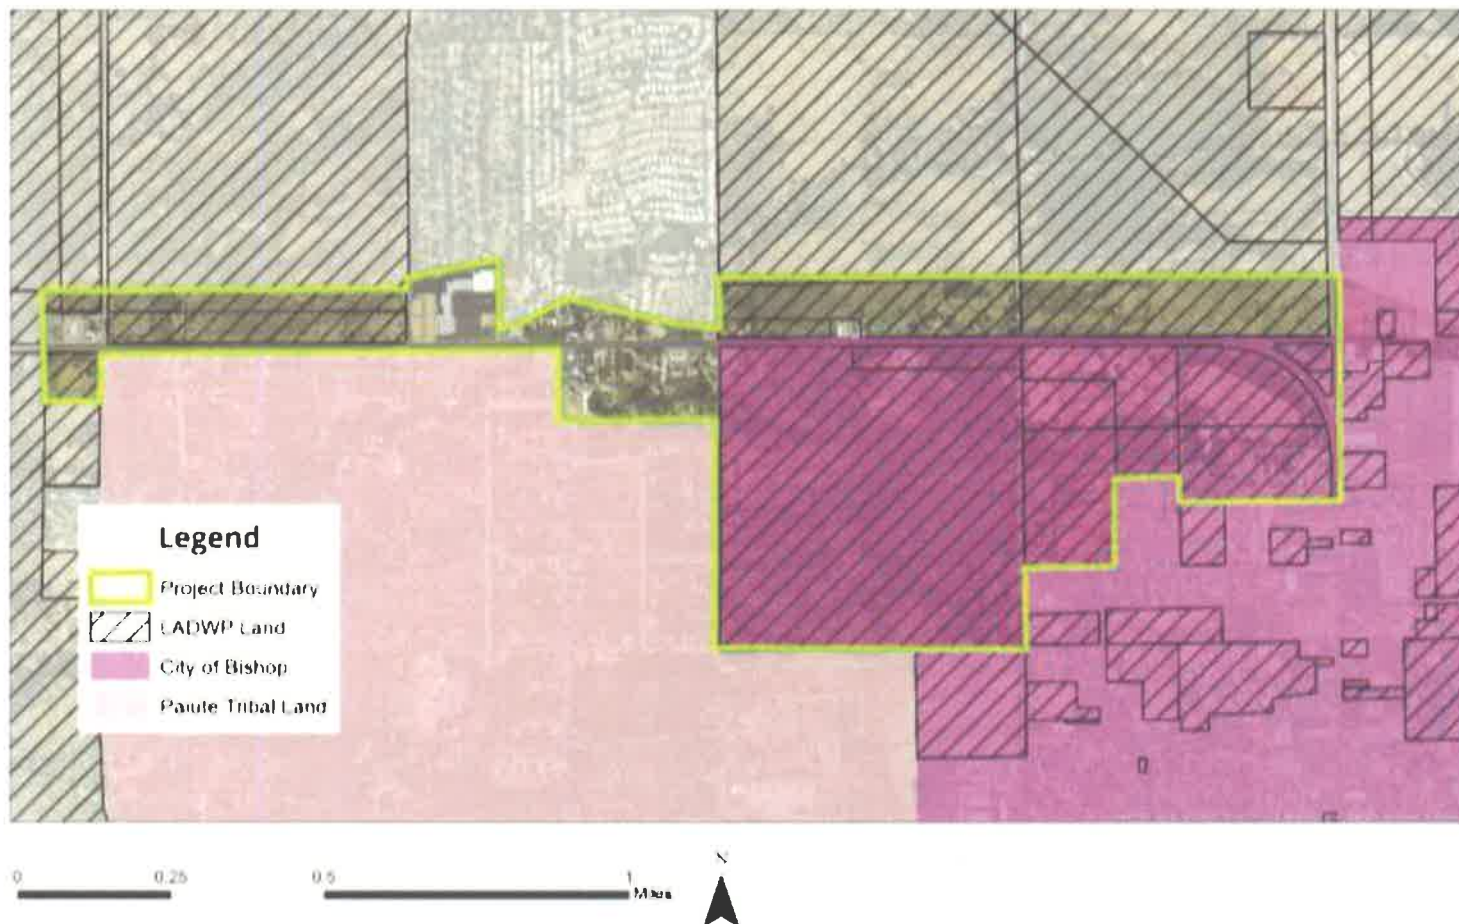 Legend
Project Boundary
LADWP Land
City of Bishop
Paiute Tribal Land
0 0.25 0.5 1 Miles
N